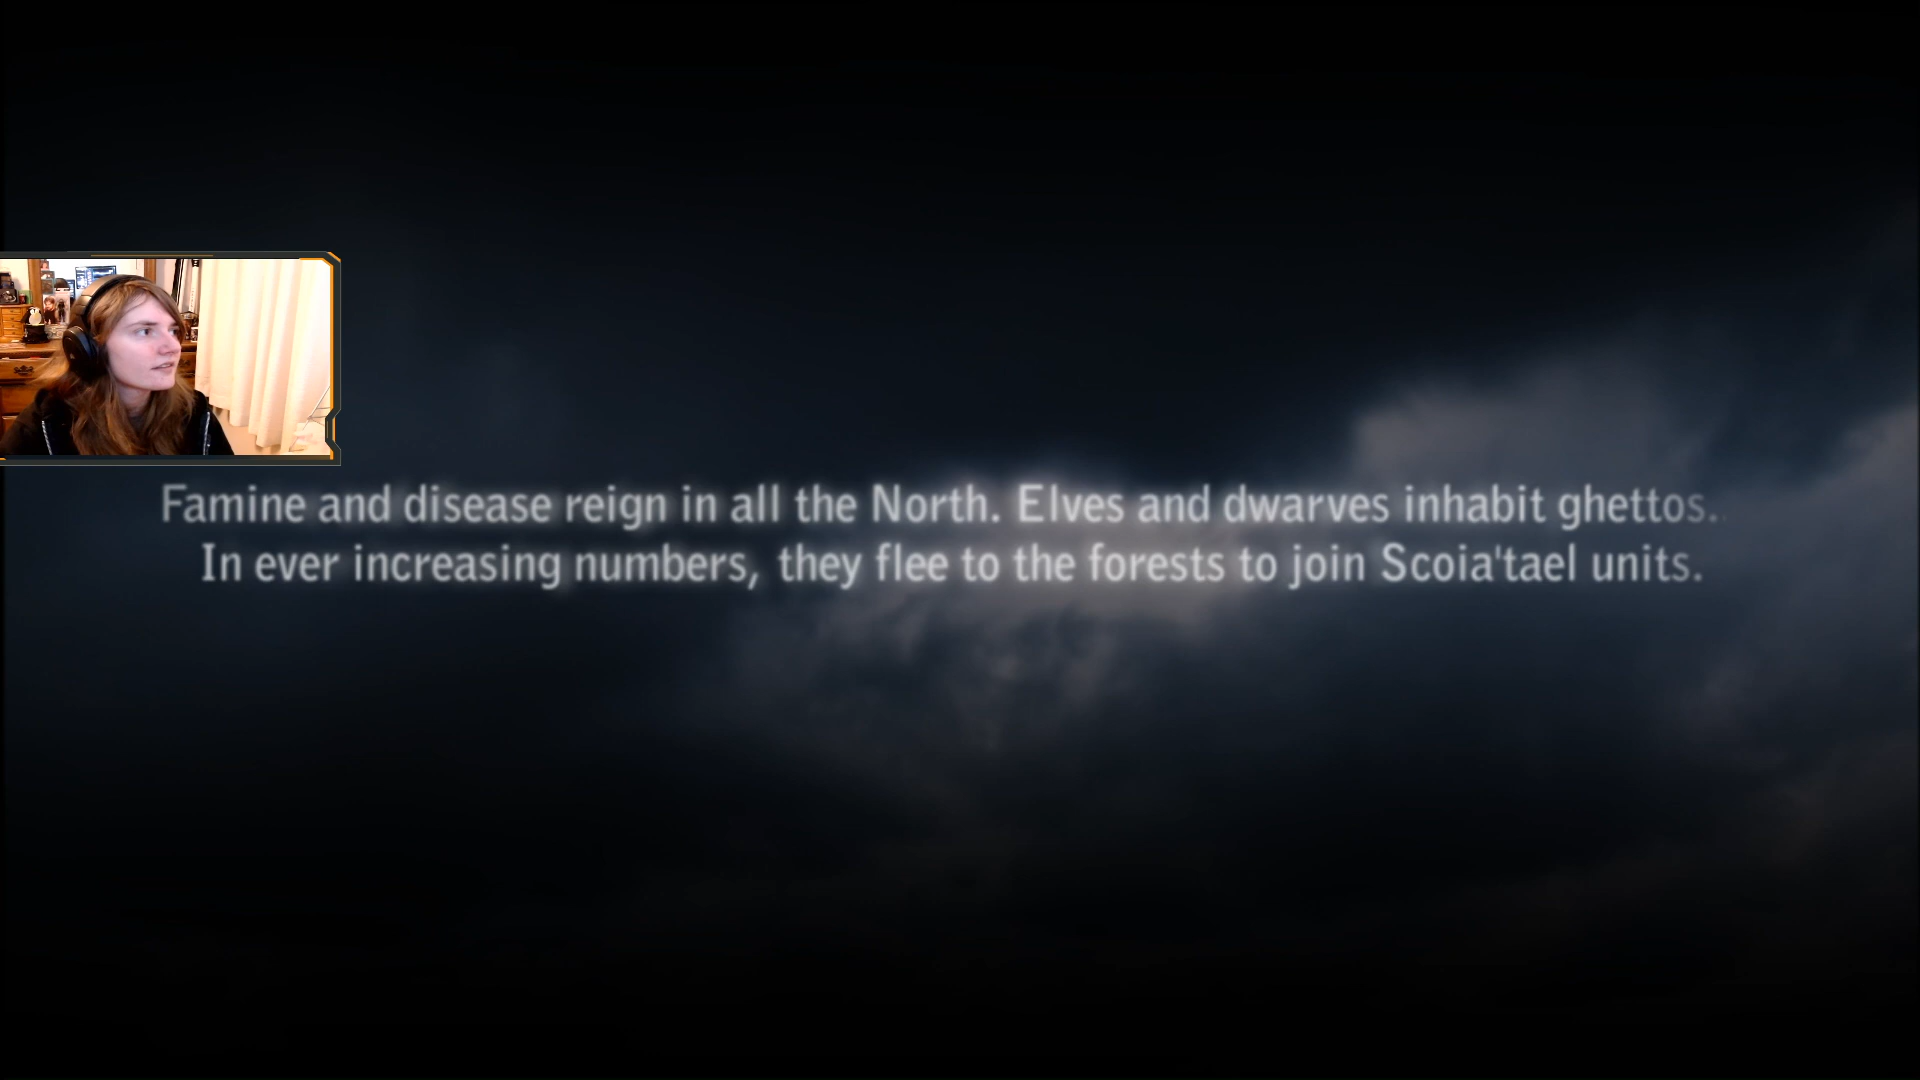 Famine and disease reign in all the North. Elves and dwarves inhabit ghettos..
In ever increasing numbers, they flee to the forests to join Scoia'tael units.